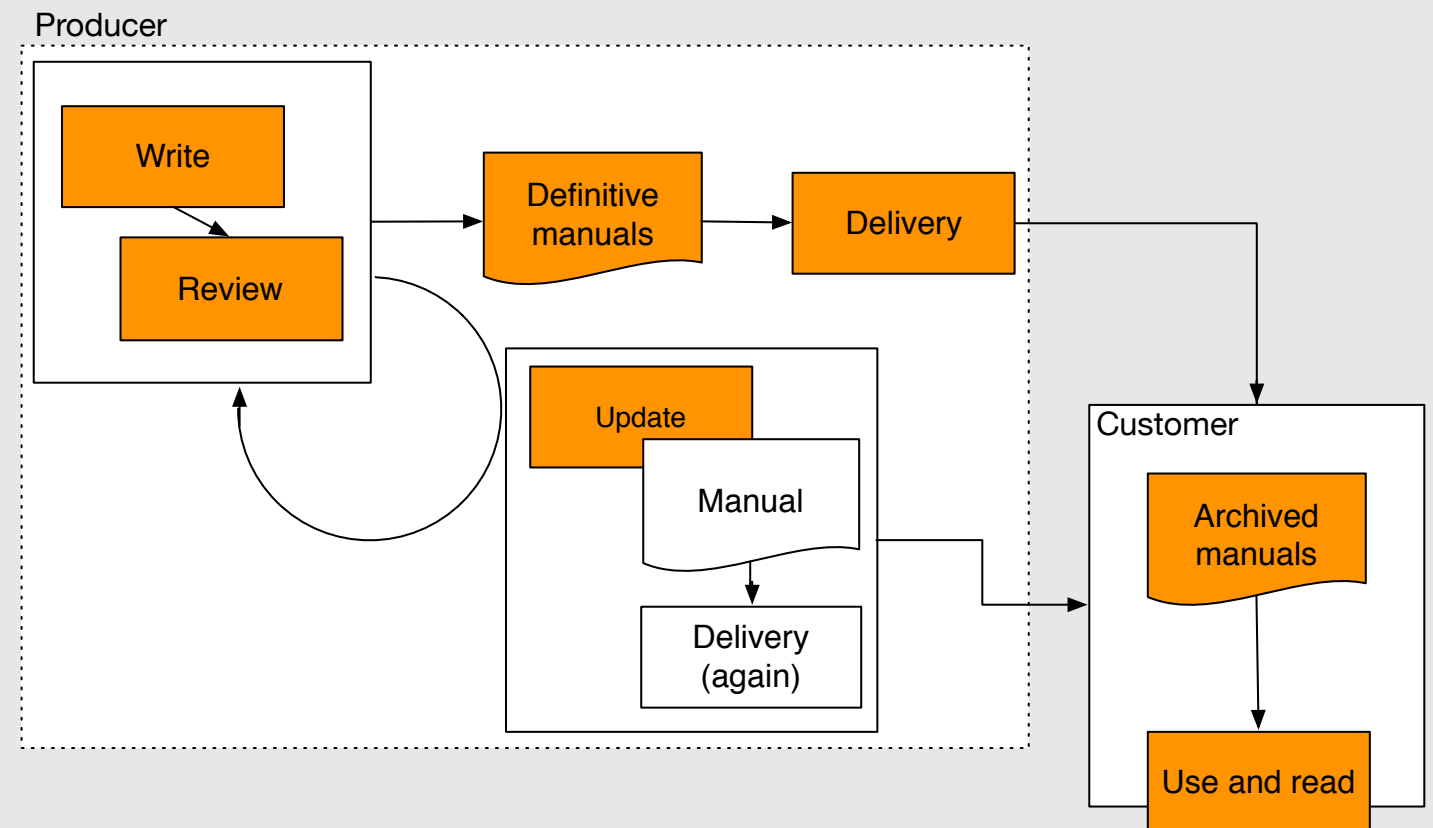 Producer
Write
Review
Definitive
manuals
Delivery
Update
Manual
Delivery
(again)
Customer
Archived
manuals
Use and read